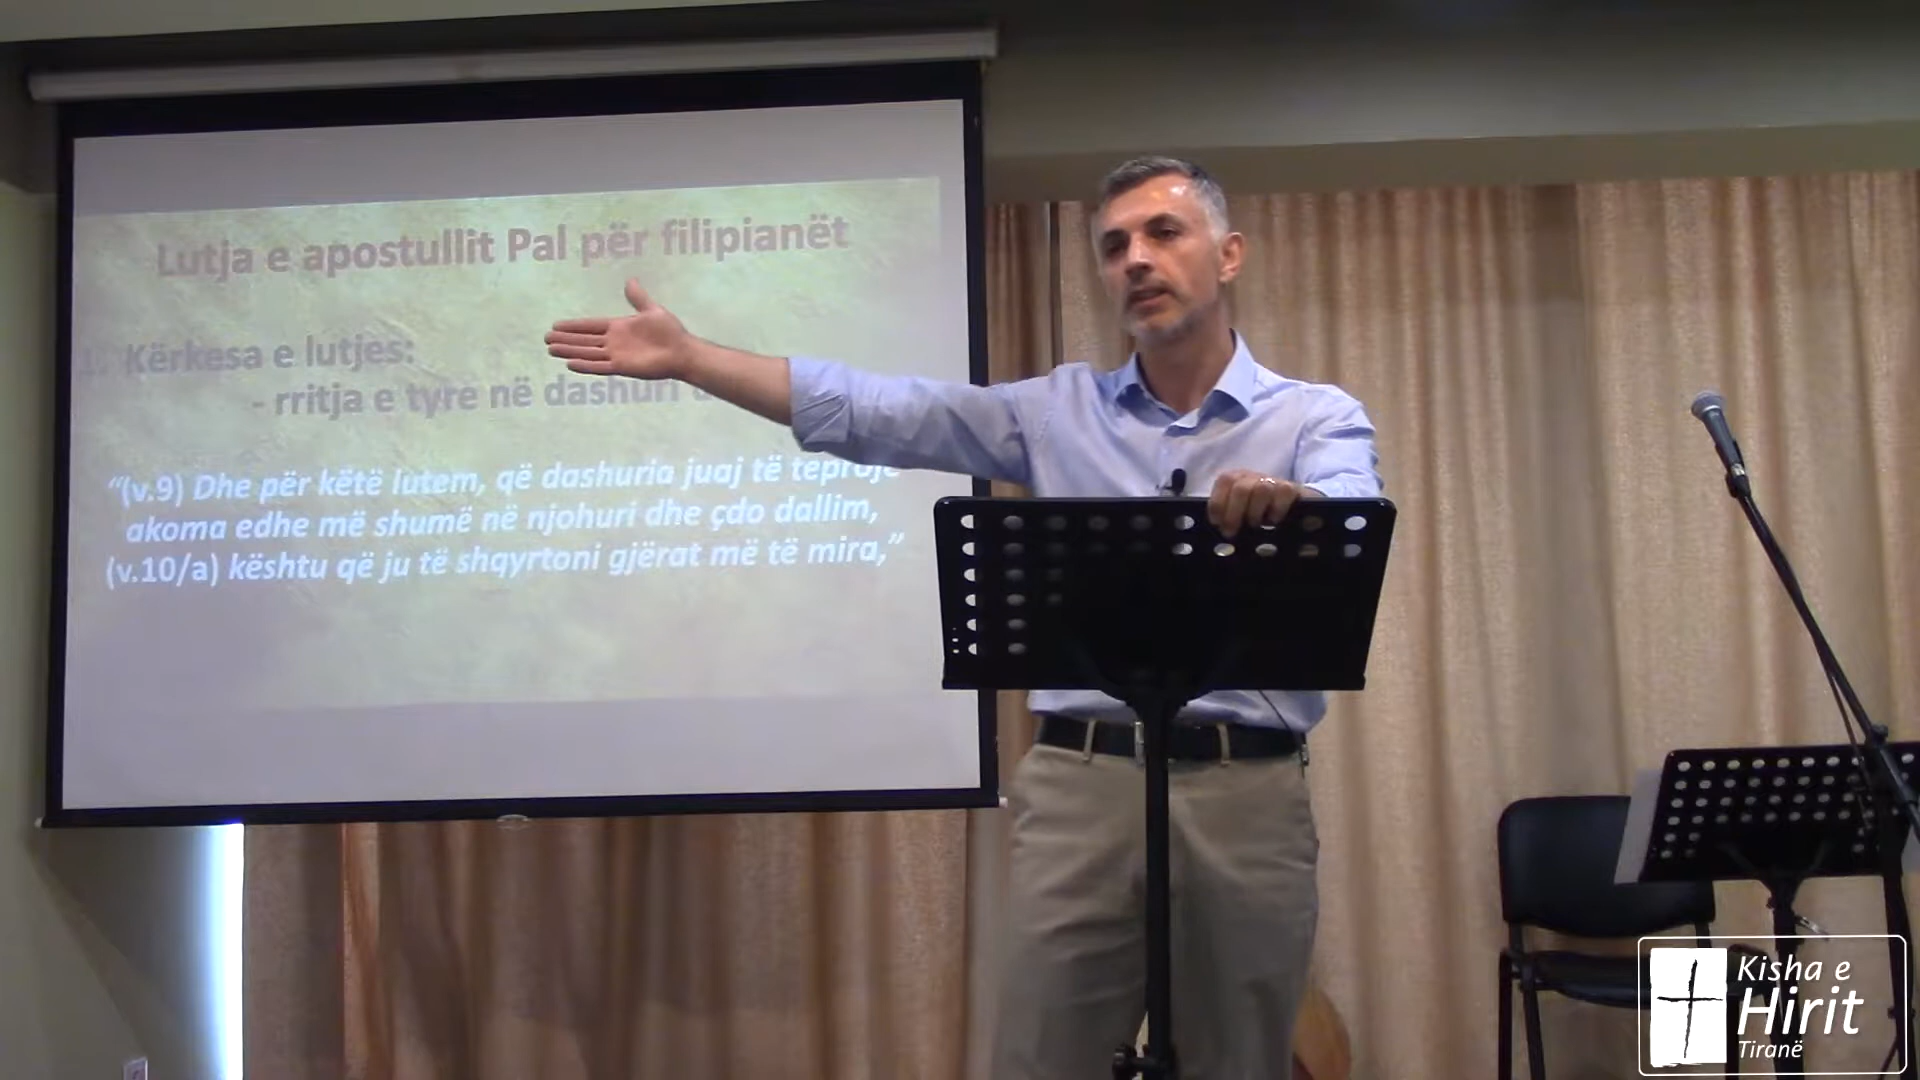 Lutja e apostullit Pal për filipianët
1. Kërkesa e lutjes:
- rritja e tyre në dashuri
“(v.9) Dhe për këtë lutem, që dashuria juaj të teprojë
akoma edhe më shumë në njohuri dhe çdo dallim,
(v.10/a) kështu që ju të shqyrtoni gjërat më të mira,”
Kisha e
Hirit
Tiranë